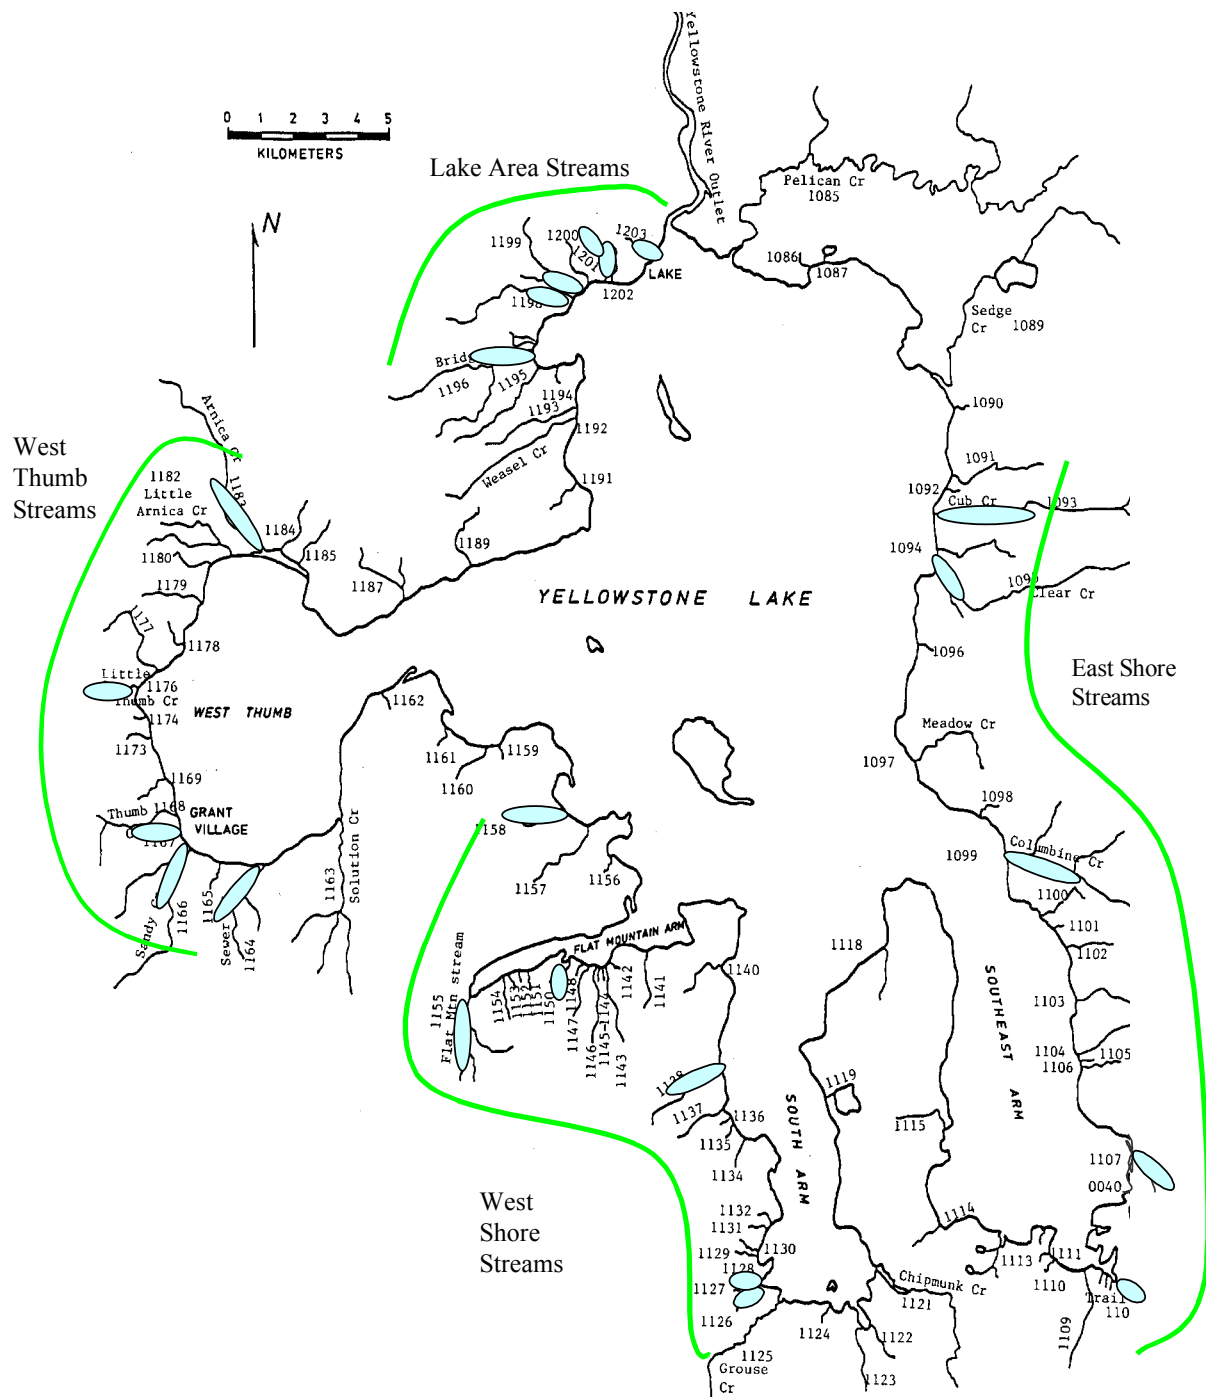 Yellowstone River Outlet
0 1 2 3 4 5
KILOMETERS
Lake Area Streams
N
Pelican Cr
1085
1199
1200
1201
1203
LAKE
1202
1086
1087
1198
Sedge
Cr 1089
1196
1195
1194
1193
1192
1090
Arnica Cr
West
Thumb
Streams
Weasel Cr
1191
1091
1092
Cub Cr
1093
1182
Little
Arnica Cr
1183
1184
1185
1180
1189
1187
1094
1179
Clear Cr
YELLOWSTONE LAKE
1177
1178
1096
East Shore
Streams
Little
1176
Thumb Cr
1174
WEST THUMB
1162
1173
1161
1159
1160
Meadow Cr
1097
1169
1168
Thumb
GRANT
VILLAGE
1167
1158
1098
1099
Columbine Cr
1100
Solution Cr
1163
1157
1156
Sandy
1166
1165
Sewer
1164
FLAT MOUNTAIN ARM
1101
1102
1118
1140
1155
Flat Mtn stream
1154
1153
1152
1151
1150
1148
1147
1146
1145-1144
1143
1142
1141
SOUTHEAST ARM
1103
1104
1105
1106
1138
1137
1136
1135
1134
1119
1115
SOUTH ARM
1107
0040
West
Shore
Streams
1132
1131
1130
1129
1128
1127
1126
1114
1113
1111
1110
Chipmunk Cr
1121
Trail
110
1109
1124
1122
1123
1125
Grouse
Cr